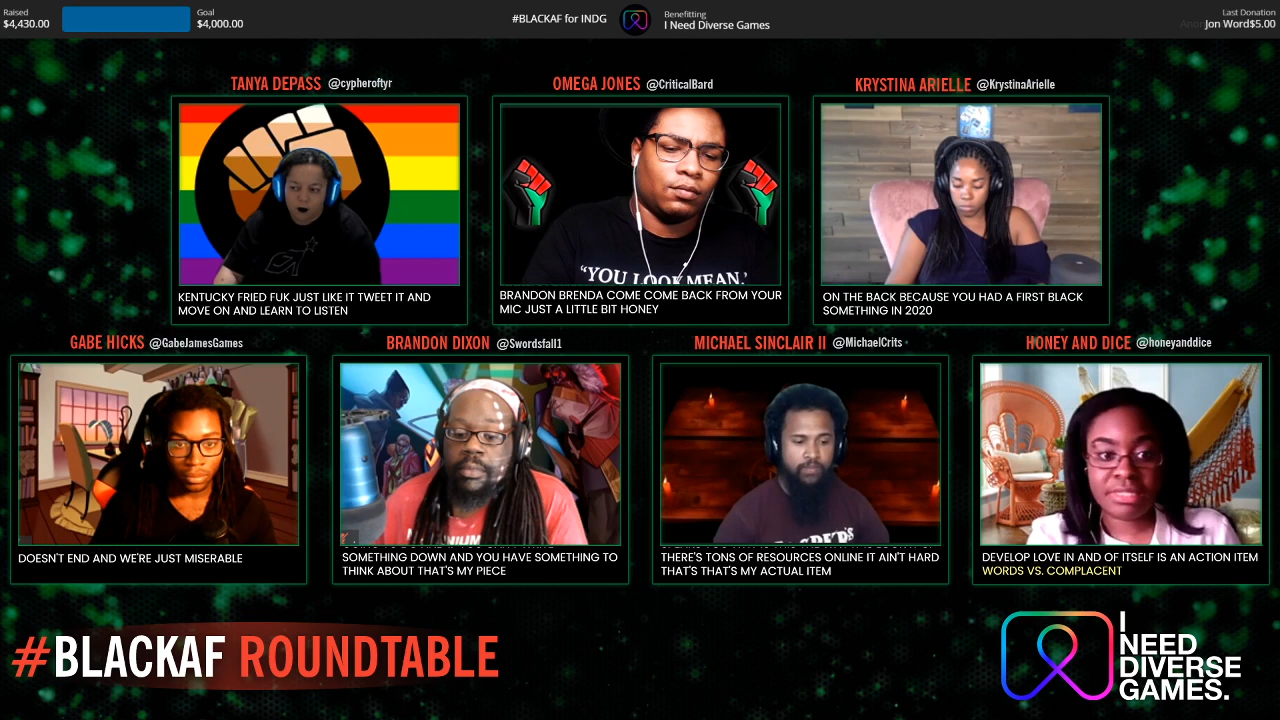 Raised
$4,430.00
Goal
$4,000.00
#BLACKAF for INDG
Benefitting
I Need Diverse Games
Last Donation
Jon Word$5.00
TANYA DEPASS @cypheroftyr
KENTUCKY FRIED FUK JUST LIKE IT TWEET IT AND
MOVE ON AND LEARN TO LISTEN
OMEGA JONES @CriticalBard
"YOU LOOK MEAN."
BRANDON BRENDA COME COME BACK FROM YOUR
MIC JUST A LITTLE BIT HONEY
KRYSTINA ARIELLE @KrystinaArielle
ON THE BACK BECAUSE YOU HAD A FIRST BLACK
SOMETHING IN 2020
GABE HICKS @GabeJamesGames
DOESN'T END AND WE'RE JUST MISERABLE
BRANDON DIXON @Swordsfall1
SOMETHING DOWN AND YOU HAVE SOMETHING TO
THINK ABOUT THAT'S MY PIECE
MICHAEL SINCLAIR II @MichaelCrits
THERE'S TONS OF RESOURCES ONLINE IT AIN'T HARD
THAT'S THAT'S MY ACTUAL ITEM
HONEY AND DICE @honeyanddice
DEVELOP LOVE IN AND OF ITSELF IS AN ACTION ITEM
WORDS VS. COMPLACENT
#BLACKAF ROUNDTABLE
I
NEED
DIVERSE
GAMES.